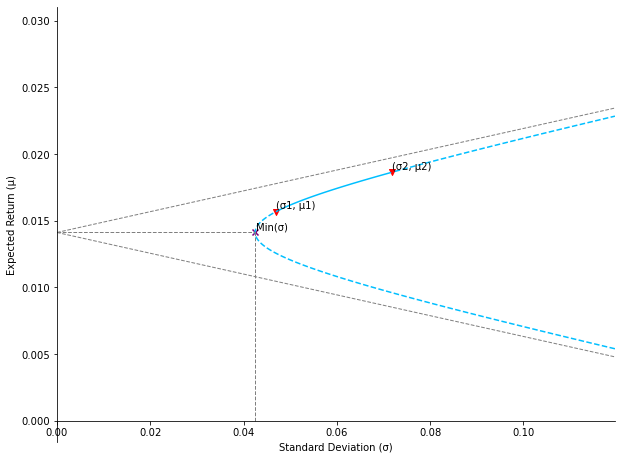 0.030
0.025
0.020
0.015
0.010
0.005
0.000
Expected Return (μ)
(σ2, μ2)
(σ1, μ1)
Min(σ)
0.00
0.02
0.04
0.06
0.08
0.10
Standard Deviation (σ)